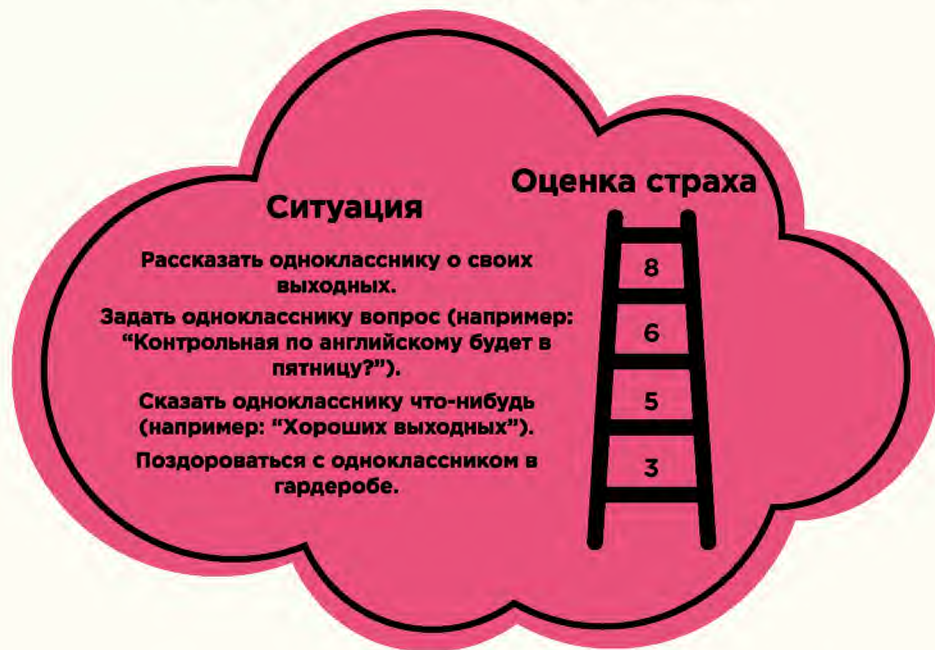 Ситуация
Оценка страха
Рассказать однокласснику о своих
выходных.
8
Задать однокласснику вопрос (например:
“Контрольная по английскому будет в
пятницу?”).
6
Сказать однокласснику что-нибудь
(например: “Хороших выходных”).
5
Поздороваться с одноклассником в
гардеробе.
3